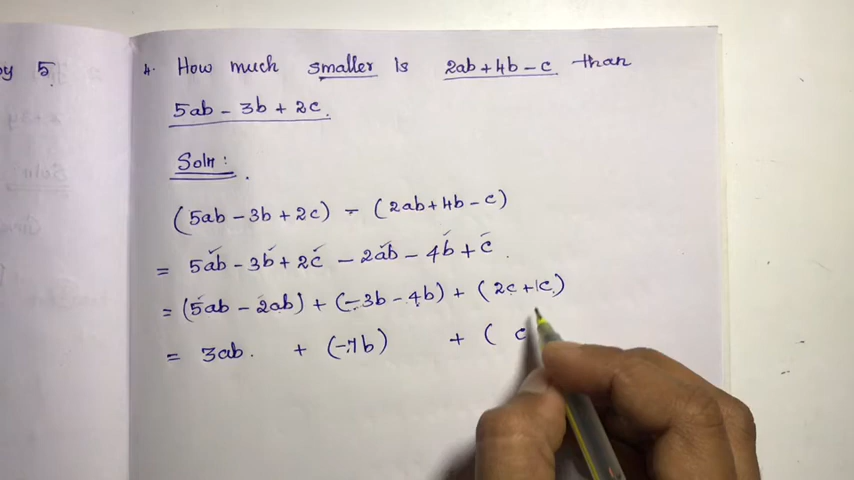 by 5
4. How much smaller is 2ab + 4b - c than
5ab - 3b + 2c.
Soln:
(5ab - 3b + 2c) - (2ab + 4b - c)
= 5ab - 3b + 2c - 2ab - 4b + c.
= (5ab - 2ab) + (-3b - 4b) + (2c + 1c)
= 3ab. + (-7b) + ( c